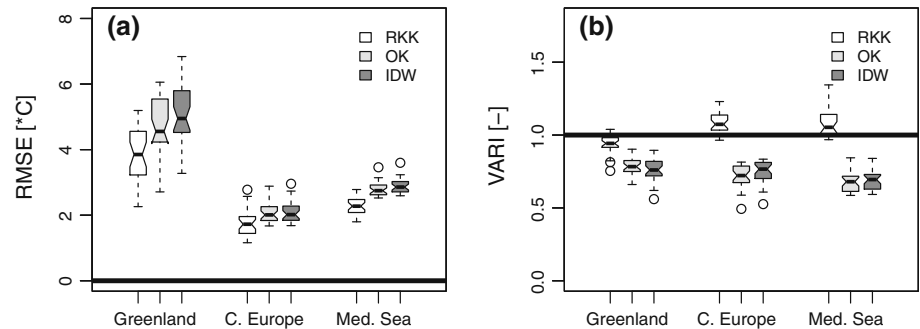 (a)
RMSE [*C]
8
6
4
2
0
RKK
OK
IDW
Greenland C. Europe Med. Sea
(b)
VARI [−]
1.5
1.0
0.5
0.0
RKK
OK
IDW
Greenland C. Europe Med. Sea